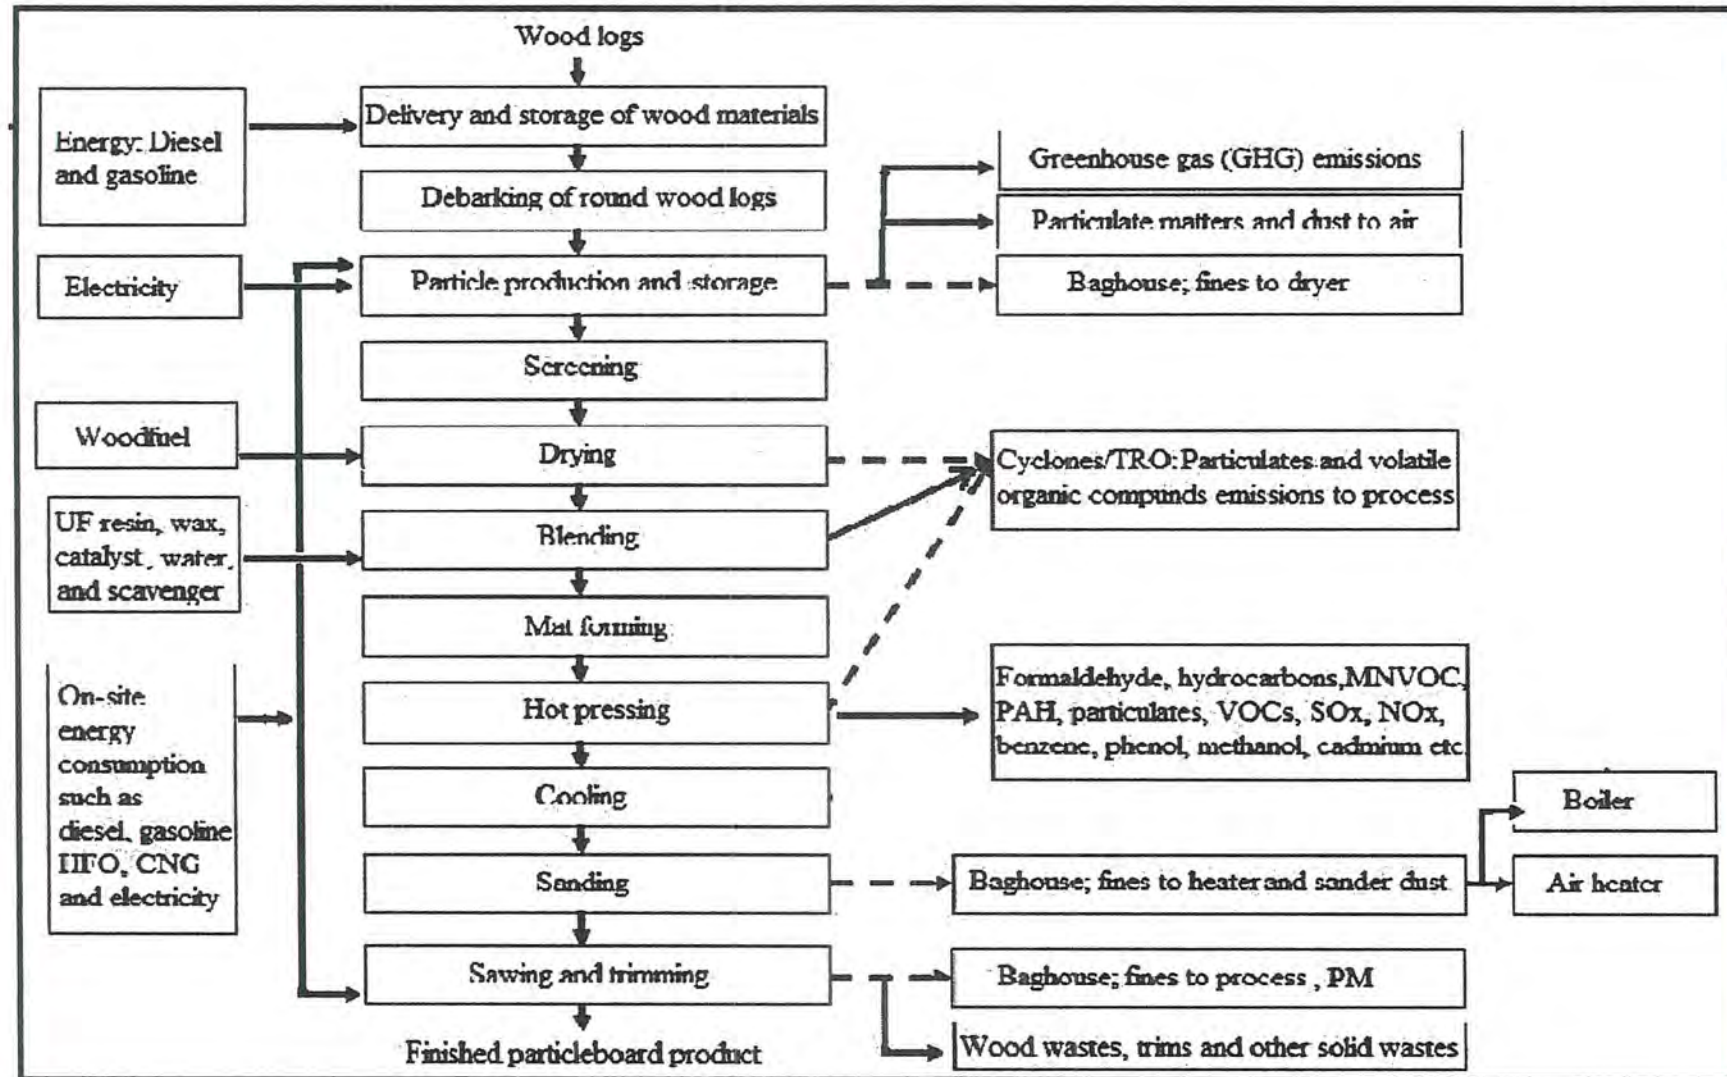 Wood logs
Delivery and storage of wood materials
Energy: Diesel
and gasoline
Greenhouse gas (GHG) emissions
Debarking of round wood logs
Particulate matters and dust to air
Electricity
Particle production and storage
Baghouse; fines to dryer
Screening
Woodfuel
Drying
Cyclones/TRO: Particulates and volatile
organic compunds emissions to process
UF resin, wax,
catalyst, water,
and scavenger
Blending
Mat forming
On-site
energy
consumption
such as
diesel, gasoline
HFO, CNG
and electricity
Hot pressing
Formaldehyde, hydrocarbons, MNVOC,
PAH, particulates, VOCs, SOx, NOx,
benzene, phenol, methanol, cadmium etc
Cooling
Boiler
Sanding
Baghouse; fines to heater and sander dust
Air heater
Sawing and trimming
Baghouse; fines to process , PM
Finished particleboard product
Wood wastes, trims and other solid wastes